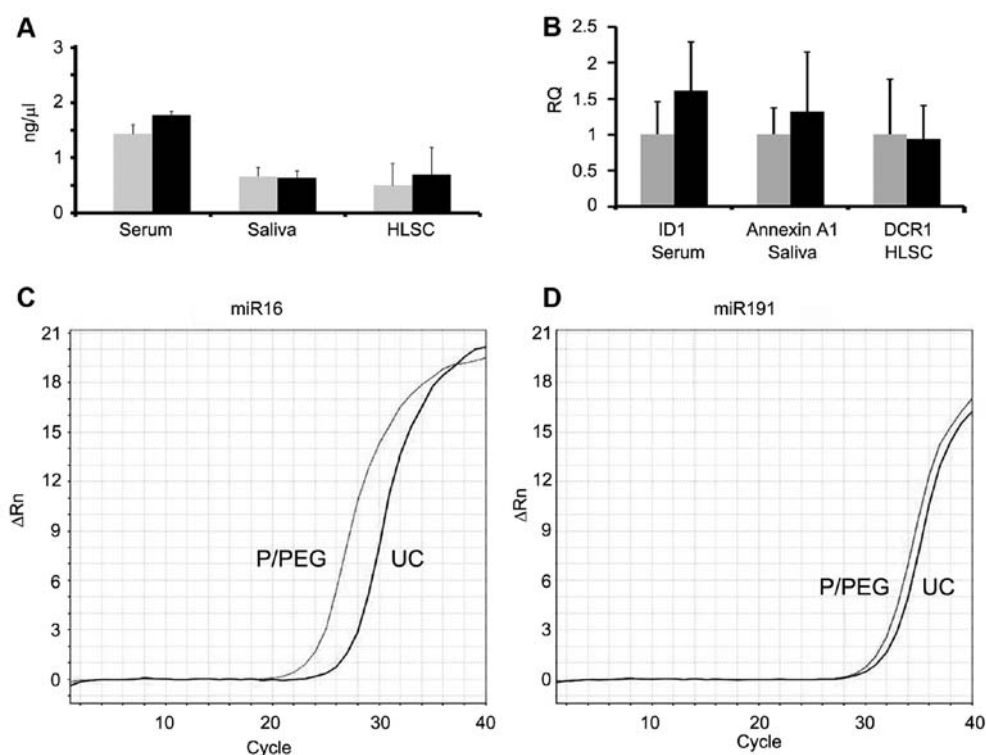 A
3
2
1
0
ng/µl
Serum
Saliva
HLSC
B
2.5
2
1.5
1
0.5
0
RQ
ID1
Serum
Annexin A1
Saliva
DCR1
HLSC
C
miR16
21
18
15
12
9
6
3
0
ΔRn
P/PEG
UC
10
20
30
40
Cycle
D
miR191
21
18
15
12
9
6
3
0
ΔRn
P/PEG
UC
10
20
30
40
Cycle